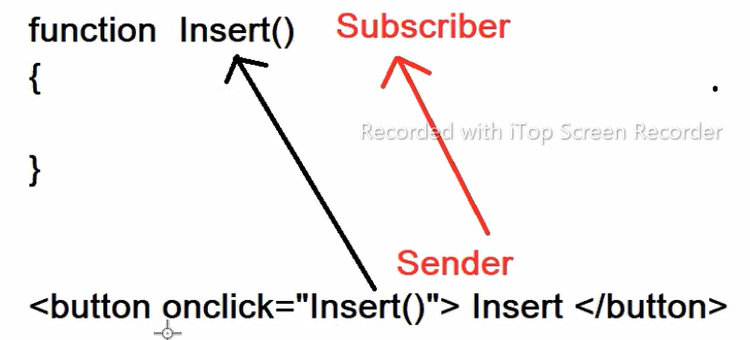 function Insert() Subscriber
{
Recorded with iTop Screen Recorder
}
Sender
<button onclick="Insert()"> Insert </button>